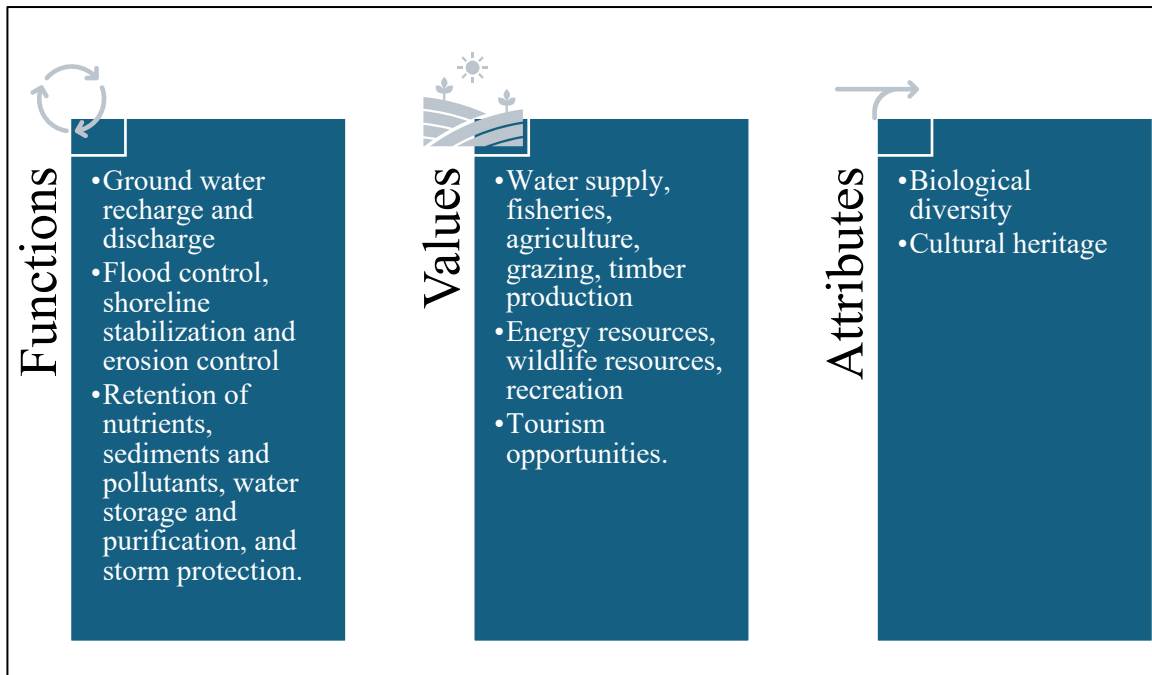 Functions
•Ground water
recharge and
discharge
•Flood control,
shoreline
stabilization and
erosion control
•Retention of
nutrients,
sediments and
pollutants, water
storage and
purification, and
storm protection.
Values
•Water supply,
fisheries,
agriculture,
grazing, timber
production
•Energy resources,
wildlife resources,
recreation
•Tourism
opportunities.
Attributes
•Biological
diversity
•Cultural heritage